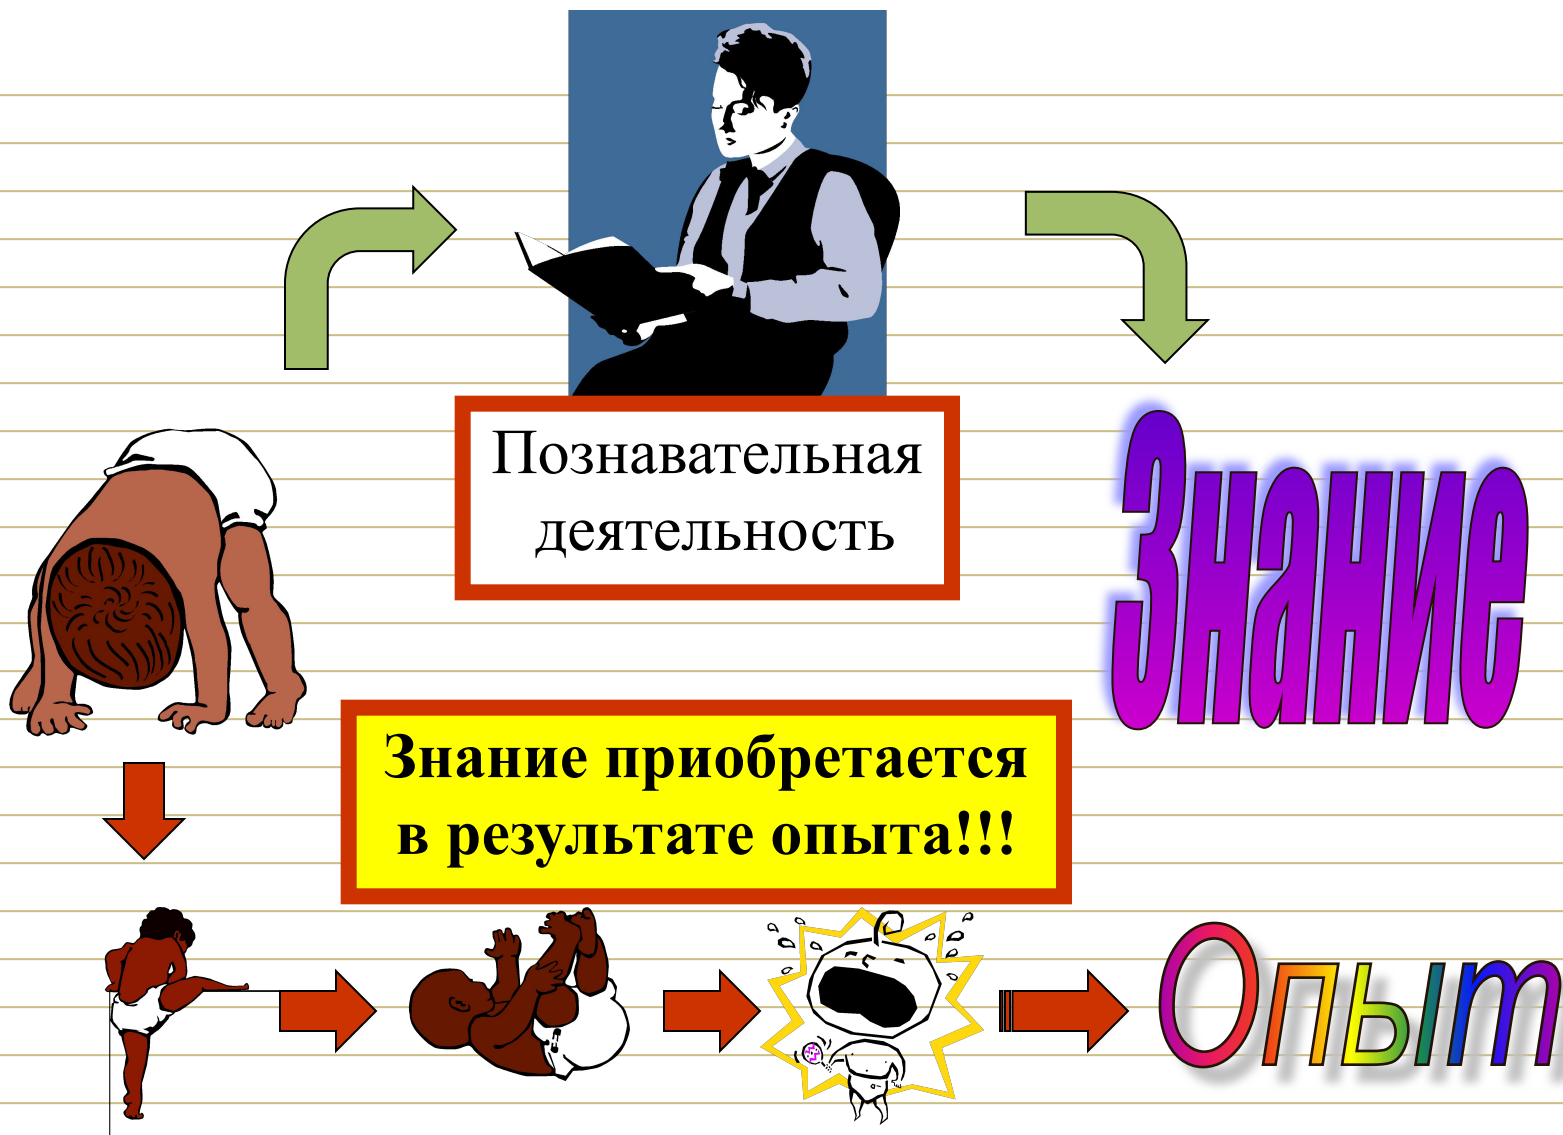 Познавательная
деятельность
Знание
Знание приобретается
в результате опыта!!!
Опыт